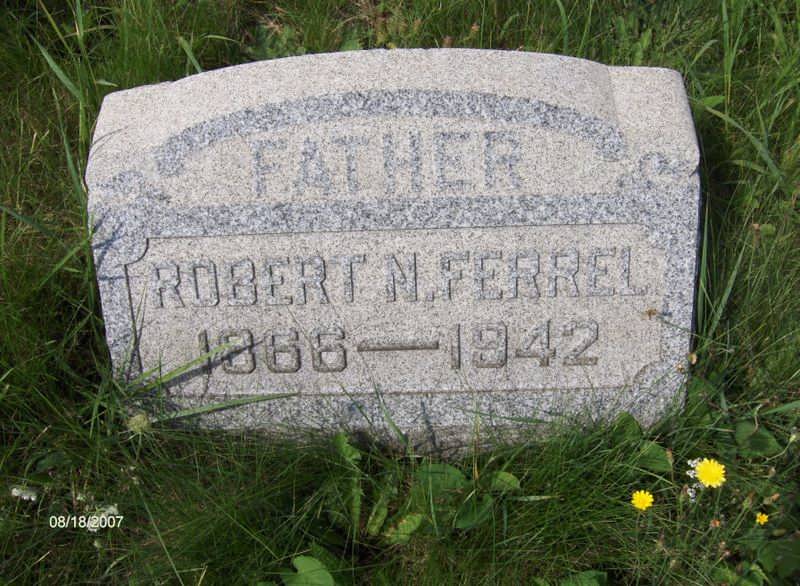 FATHER
ROBERT N. FERREL
1866 — 1942
08/18/2007